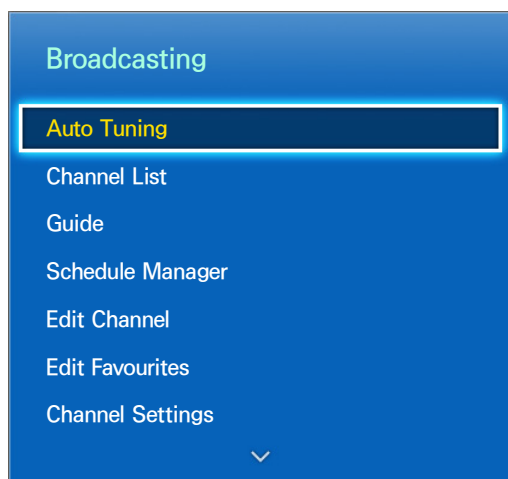 Broadcasting
Auto Tuning
Channel List
Guide
Schedule Manager
Edit Channel
Edit Favourites
Channel Settings